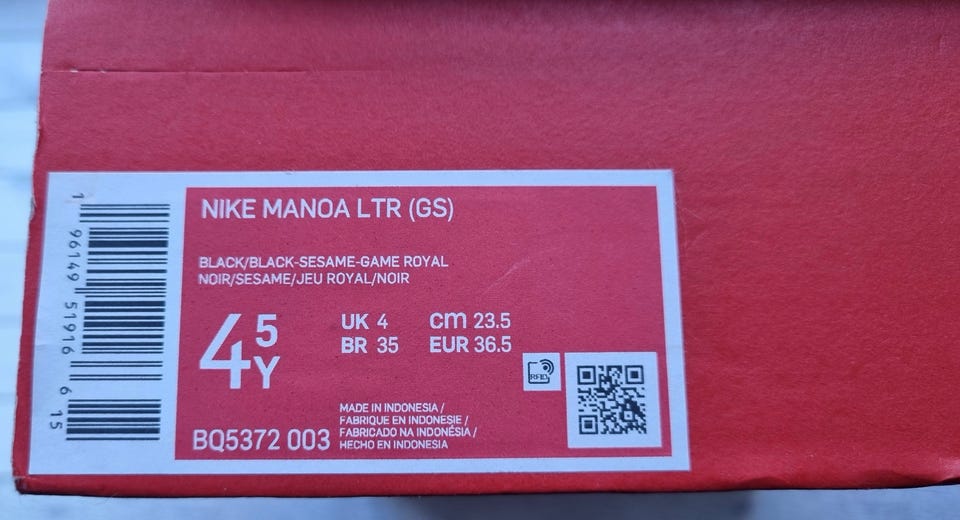 NIKE MANOA LTR (GS)
BLACK/BLACK-SESAME-GAME ROYAL
NOIR/SESAME/JEU ROYAL/NOIR
4 5 Y
UK 4 cm 23.5
BR 35 EUR 36.5
RFID
MADE IN INDONESIA /
FABRIQUE EN INDONESIE /
FABRICADO NA INDONÉSIA /
HECHO EN INDONESIA
BQ5372 003
1 96149 51916 6 15